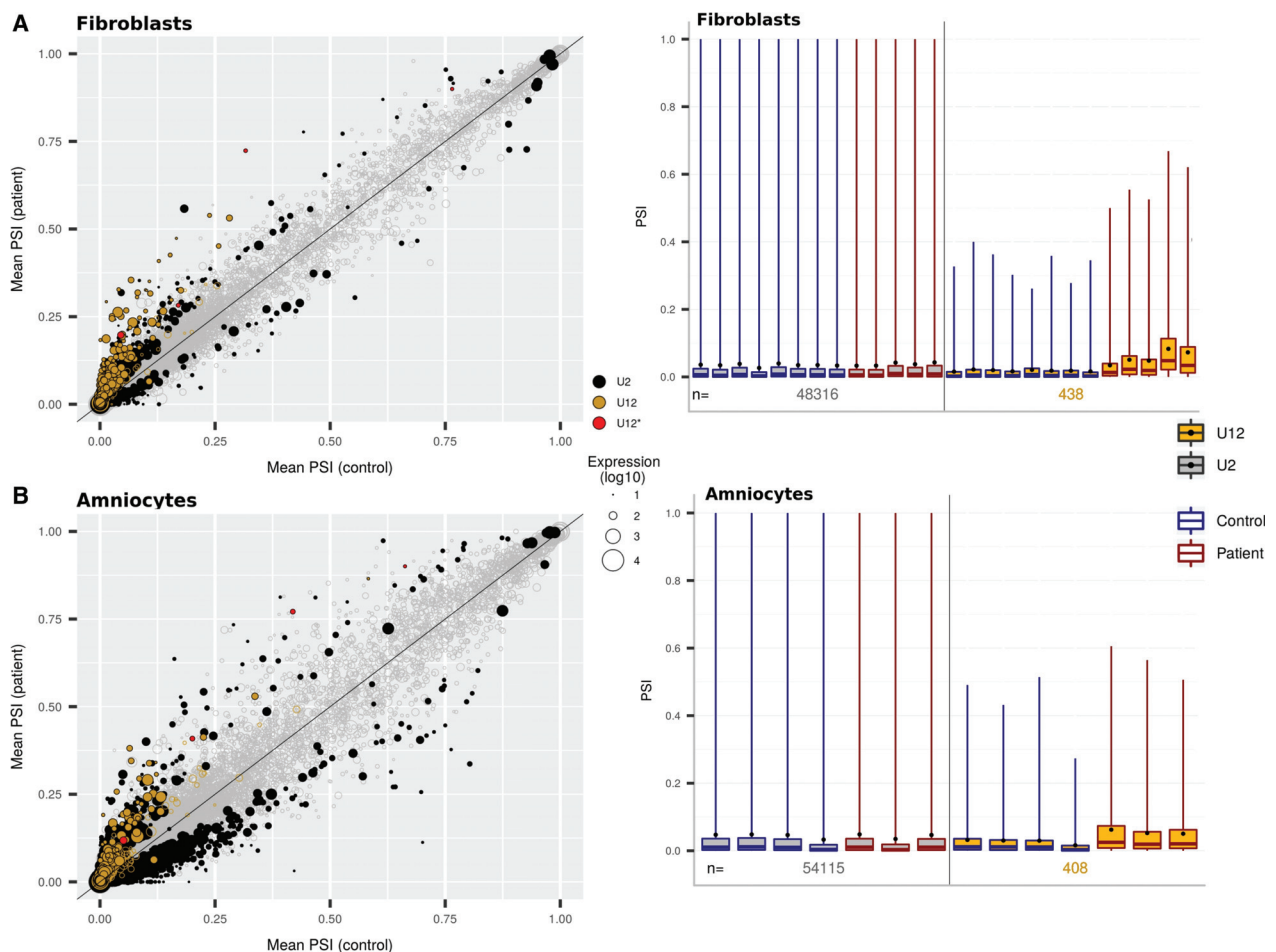 A
Fibroblasts
1.00
0.75
0.50
0.25
0.00
Mean PSI (patient)
0.00 0.25 0.50 0.75 1.00
Mean PSI (control)
U2
U12
U12*
Fibroblasts
1.0
0.8
0.6
0.4
0.2
0.0
PSI
n= 48316 438
Expression
(log10)
1
2
3
4
U12
U2
Control
Patient
B
Amniocytes
1.00
0.75
0.50
0.25
0.00
Mean PSI (patient)
0.00 0.25 0.50 0.75 1.00
Mean PSI (control)
Amniocytes
1.0
0.8
0.6
0.4
0.2
0.0
PSI
n= 54115 408